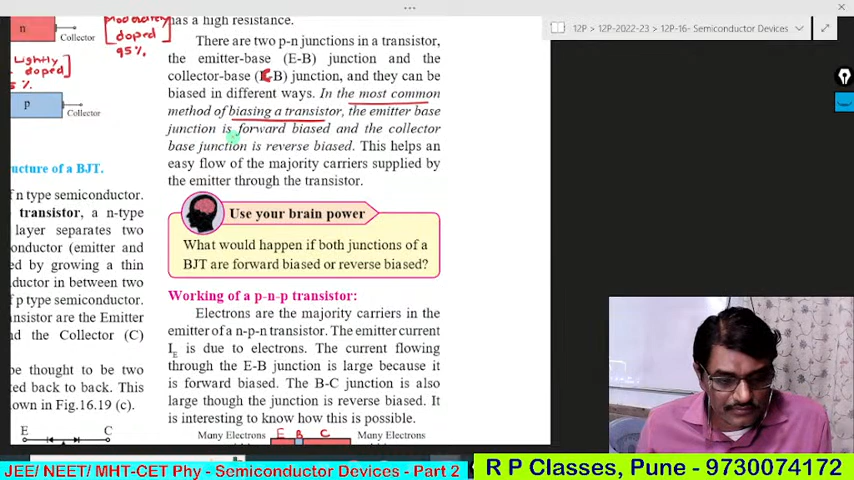 12P > 12P-2022-23 > 12P-16- Semiconductor Devices
n
Collector
Moderately
doped
95%
Lightly
doped
5 %
p
Collector
ucture of a BJT.
f n type semiconductor.
transistor, a n-type
layer separates two
onductor (emitter and
ed by growing a thin
ductor in between two
f p type semiconductor.
ansistor are the Emitter
nd the Collector (C)
be thought to be two
ted back to back. This
own in Fig.16.19 (c).
E C
has a high resistance.
There are two p-n junctions in a transistor,
the emitter-base (E-B) junction and the
collector-base (C-B) junction, and they can be
biased in different ways. In the most common
method of biasing a transistor, the emitter base
junction is forward biased and the collector
base junction is reverse biased. This helps an
easy flow of the majority carriers supplied by
the emitter through the transistor.
Use your brain power
What would happen if both junctions of a
BJT are forward biased or reverse biased?
Working of a p-n-p transistor:
Electrons are the majority carriers in the
emitter of a n-p-n transistor. The emitter current
IE is due to electrons. The current flowing
through the E-B junction is large because it
is forward biased. The B-C junction is also
large though the junction is reverse biased. It
is interesting to know how this is possible.
E B C
Many Electrons Many Electrons
JEE/ NEET/ MHT-CET Phy - Semiconductor Devices - Part 2
R P Classes, Pune - 9730074172